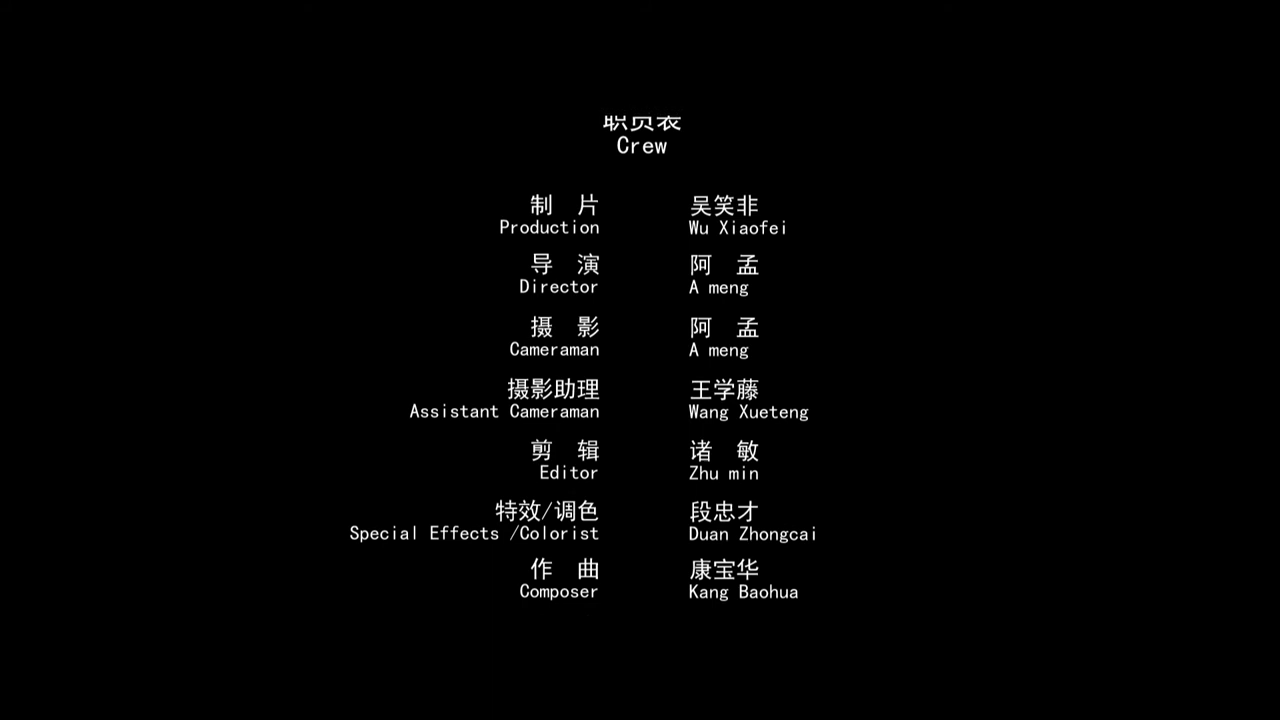 职员表
Crew
制 片 吴笑非
Production Wu Xiaofei
导 演 阿 孟
Director A meng
摄 影 阿 孟
Cameraman A meng
摄影助理 王学藤
Assistant Cameraman Wang Xueteng
剪 辑 诸 敏
Editor Zhu min
特效/调色 段忠才
Special Effects /Colorist Duan Zhongcai
作 曲 康宝华
Composer Kang Baohua